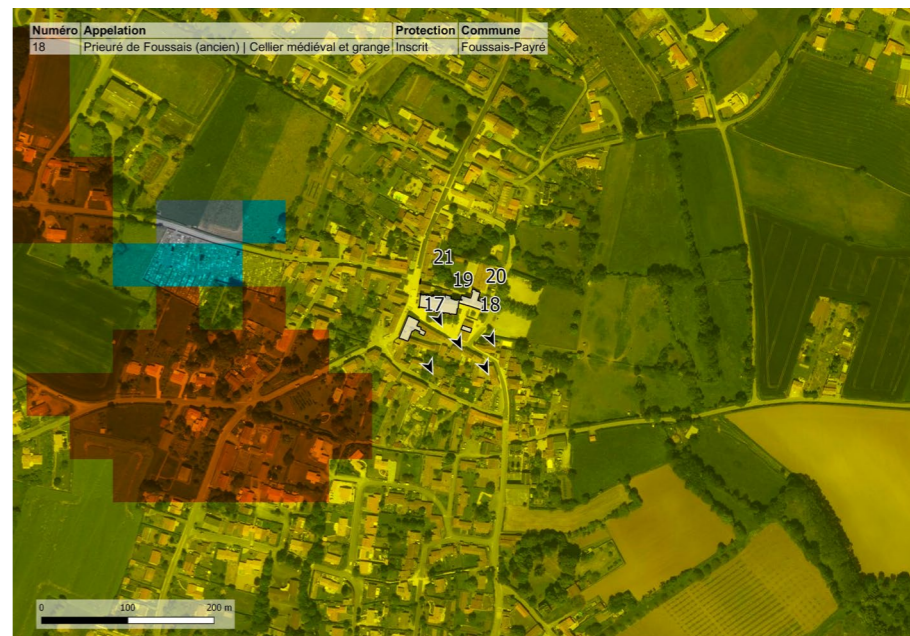 Numéro Appelation Protection Commune
18 Prieuré de Foussais (ancien) | Cellier médiéval et grange Inscrit Foussais-Payré
21
19 20
17 18
0 100 200 m